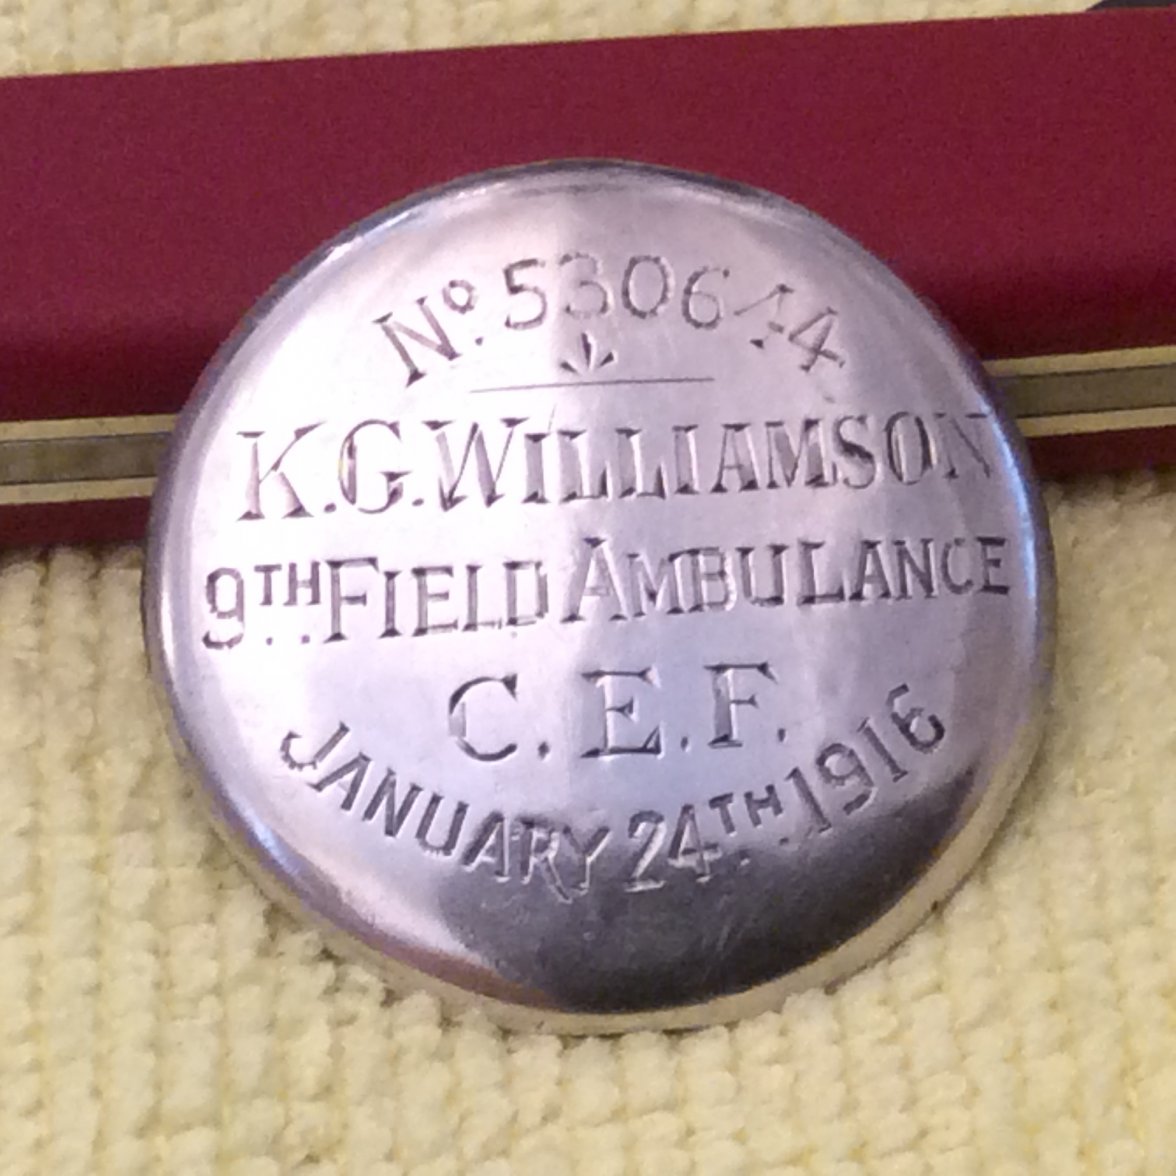 Nº. 530644
K.G. WILLIAMSON
9TH FIELD AMBULANCE
C.E.F.
JANUARY 24TH 1916